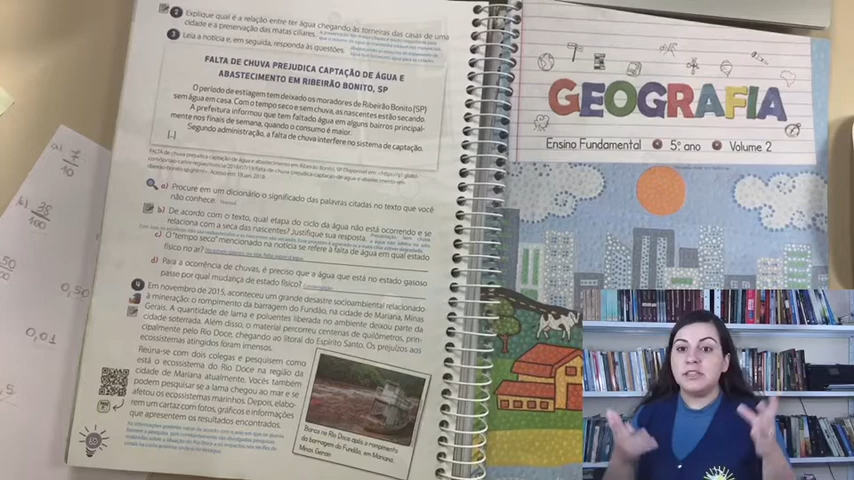 2 Explique qual é a relação entre ter água chegando às torneiras das casas de uma
cidade e a preservação das matas ciliares.
3 Leia a notícia e, em seguida, responda às questões.
FALTA DE CHUVA PREJUDICA CAPTAÇÃO DE ÁGUA E
ABASTECIMENTO EM RIBEIRÃO BONITO, SP
O período de estiagem tem deixado os moradores de Ribeirão Bonito (SP)
sem água em casa. Com o tempo seco e sem chuva, as nascentes estão secando.
A prefeitura informou que tem faltado água em alguns bairros principal-
mente nos finais de semana, quando o consumo é maior.
[...]
Segundo administração, a falta de chuva interfere no sistema de captação.
a) Procure em um dicionário o significado das palavras citadas no texto que você
não conhece.
b) De acordo com o texto, qual etapa do ciclo da água não está ocorrendo e se
relaciona com a seca das nascentes? Justifique sua resposta.
c) O "tempo seco" mencionado na notícia se refere à falta de água em qual estado
físico no ar?
d) Para a ocorrência de chuvas, é preciso que a água que está no estado gasoso
passe por qual mudança de estado físico?
4 Em novembro de 2015, aconteceu um grande desastre socioambiental relacionado
à mineração: o rompimento da barragem do Fundão, na cidade de Mariana, Minas
Gerais. A quantidade de lama e poluentes liberada no ambiente deixou parte da
cidade soterrada. Além disso, o material percorreu centenas de quilômetros, prin-
cipalmente pelo Rio Doce, chegando ao litoral do Espírito Santo. Os prejuízos aos
ecossistemas atingidos foram imensos.
Reúna-se com dois colegas e pesquisem como
está o ecossistema do Rio Doce na região da
cidade de Mariana atualmente. Vocês também
podem pesquisar se a lama chegou ao mar e se
afetou os ecossistemas marinhos. Depois, elabo-
rem um cartaz com fotos, gráficos e informações
que apresentem os resultados encontrados.
Barco no Rio Doce após o rompimento
da barragem do Fundão, em Mariana,
Minas Gerais
60
GEOGRAFIA
Ensino Fundamental • 5º ano • Volume 2
0,50
0,01